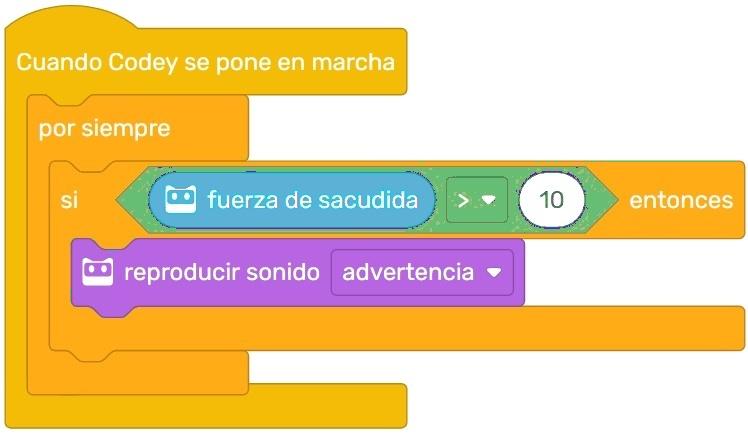 Cuando Codey se pone en marcha
por siempre
si fuerza de sacudida > 10 entonces
reproducir sonido advertencia